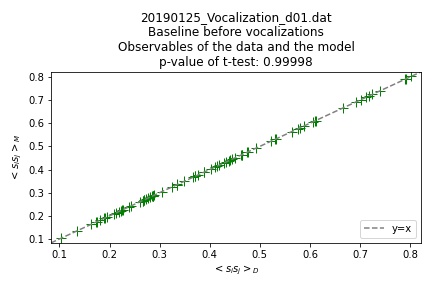 20190125_Vocalization_d01.dat
Baseline before vocalizations
Observables of the data and the model
p-value of t-test: 0.99998
0.8
0.7
0.6
0.5
0.4
0.3
0.2
0.1
< s_i s_j >_M
y=x
0.1 0.2 0.3 0.4 0.5 0.6 0.7 0.8
< s_i s_j >_D